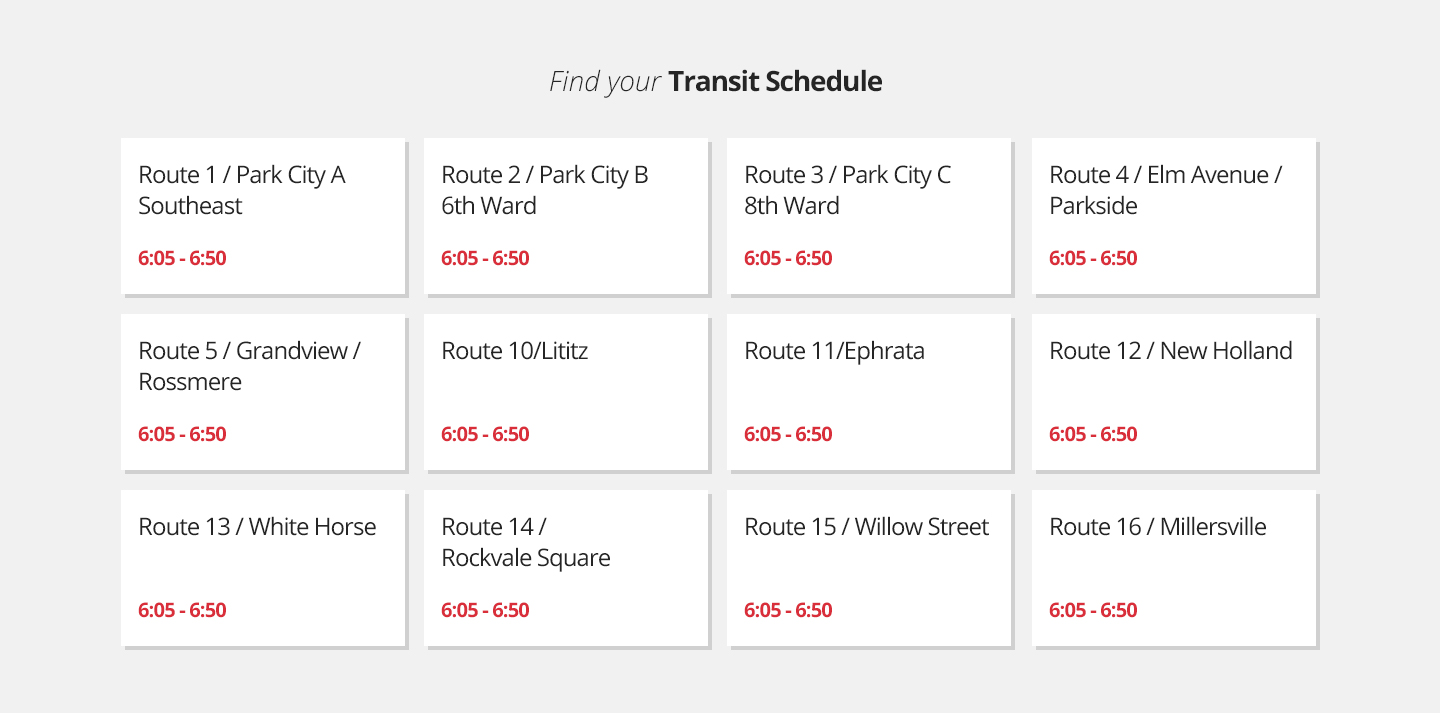 Find your Transit Schedule
Route 1 / Park City A
Southeast
6:05 - 6:50
Route 2 / Park City B
6th Ward
6:05 - 6:50
Route 3 / Park City C
8th Ward
6:05 - 6:50
Route 4 / Elm Avenue /
Parkside
6:05 - 6:50
Route 5 / Grandview /
Rossmere
6:05 - 6:50
Route 10/Lititz
6:05 - 6:50
Route 11/Ephrata
6:05 - 6:50
Route 12 / New Holland
6:05 - 6:50
Route 13 / White Horse
6:05 - 6:50
Route 14 /
Rockvale Square
6:05 - 6:50
Route 15 / Willow Street
6:05 - 6:50
Route 16 / Millersville
6:05 - 6:50